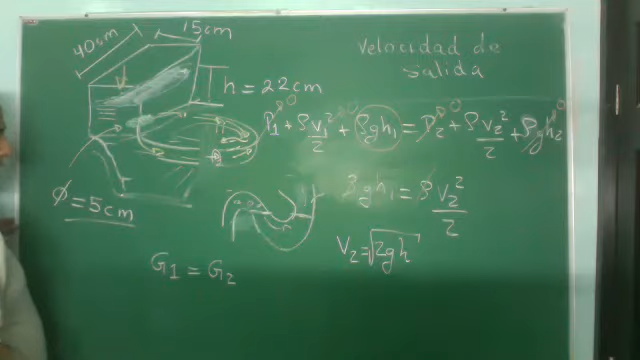 40cm
15cm
h = 22cm
Velocidad de
salida
P₁ + ρv₁²/2 + ρgh₁ = P₂ + ρv₂²/2 + ρgh₂
ϕ = 5cm
ρgh₁ = ρv₂²/2
V₂ = √2gh
G₁ = G₂